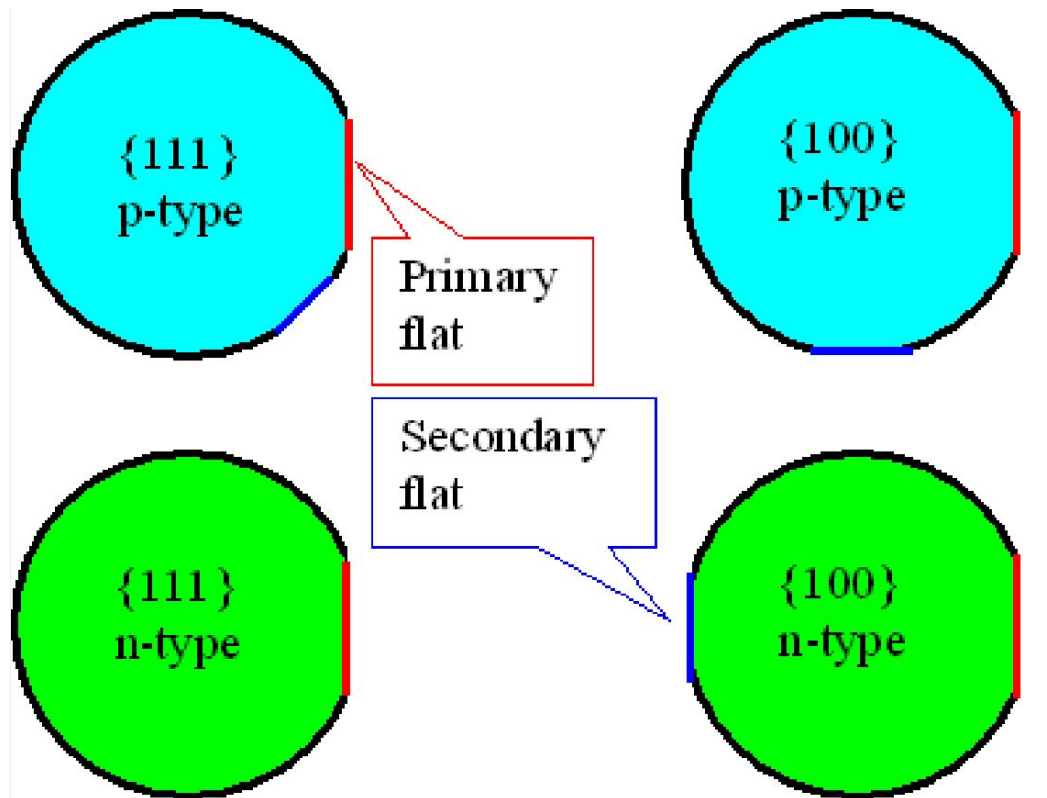 {111}
p-type
{100}
p-type
Primary
flat
Secondary
flat
{111}
n-type
{100}
n-type